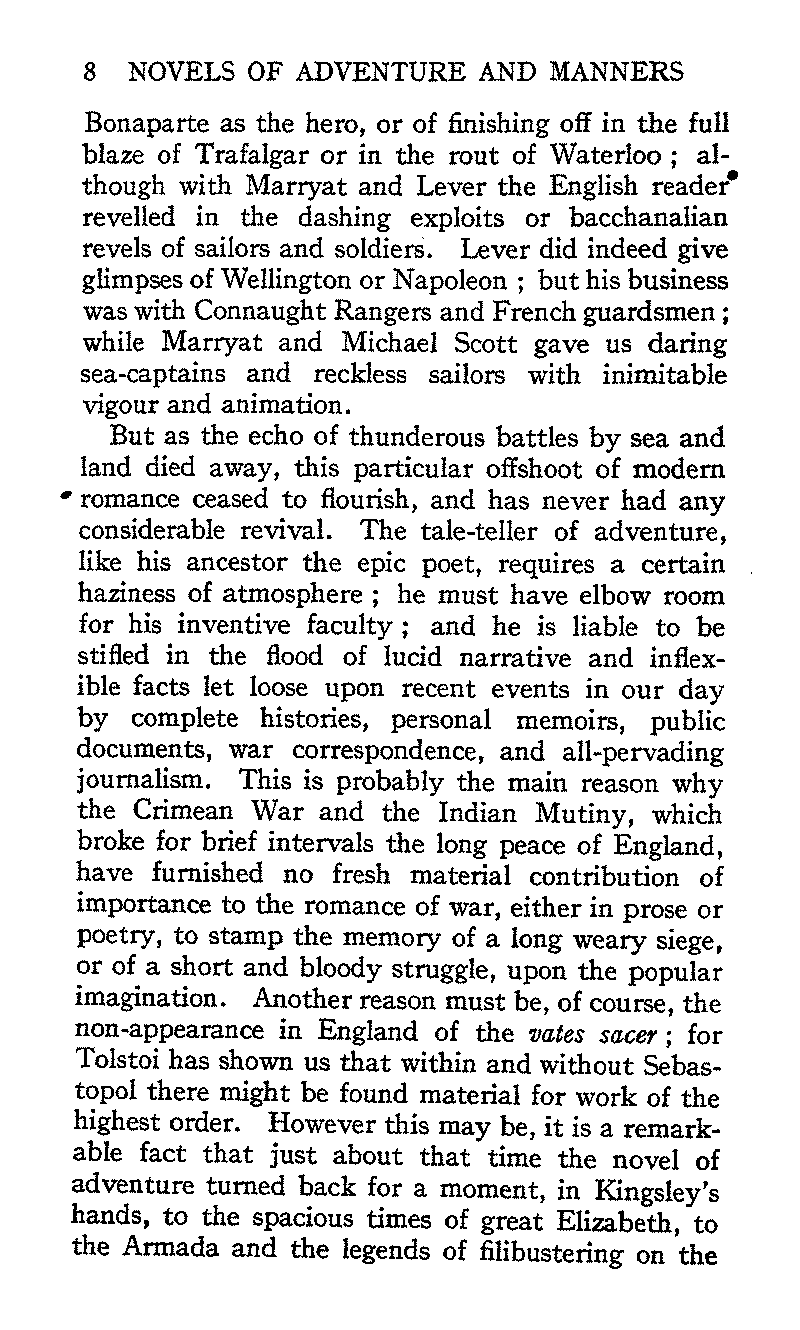 8 NOVELS OF ADVENTURE AND MANNERS
Bonaparte as the hero, or of finishing off in the full
blaze of Trafalgar or in the rout of Waterloo ; al-
though with Marryat and Lever the English reader
revelled in the dashing exploits or bacchanalian
revels of sailors and soldiers. Lever did indeed give
glimpses of Wellington or Napoleon ; but his business
was with Connaught Rangers and French guardsmen ;
while Marryat and Michael Scott gave us daring
sea-captains and reckless sailors with inimitable
vigour and animation.
But as the echo of thunderous battles by sea and
land died away, this particular offshoot of modern
romance ceased to flourish, and has never had any
considerable revival. The tale-teller of adventure,
like his ancestor the epic poet, requires a certain
haziness of atmosphere ; he must have elbow room
for his inventive faculty ; and he is liable to be
stifled in the flood of lucid narrative and inflex-
ible facts let loose upon recent events in our day
by complete histories, personal memoirs, public
documents, war correspondence, and all-pervading
journalism. This is probably the main reason why
the Crimean War and the Indian Mutiny, which
broke for brief intervals the long peace of England,
have furnished no fresh material contribution of
importance to the romance of war, either in prose or
poetry, to stamp the memory of a long weary siege,
or of a short and bloody struggle, upon the popular
imagination. Another reason must be, of course, the
non-appearance in England of the vates sacer ; for
Tolstoi has shown us that within and without Sebas-
topol there might be found material for work of the
highest order. However this may be, it is a remark-
able fact that just about that time the novel of
adventure turned back for a moment, in Kingsley's
hands, to the spacious times of great Elizabeth, to
the Armada and the legends of filibustering on the